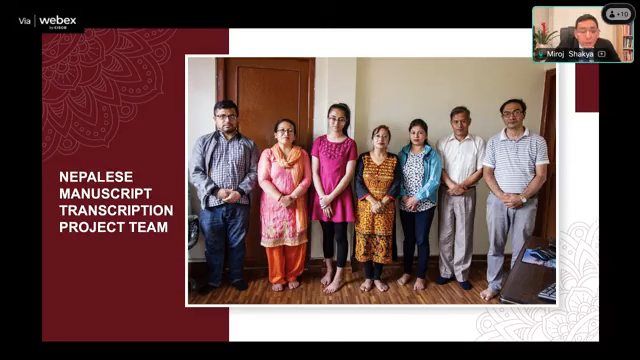 Via webex
by CISCO
+10
Miroj Shakya
NEPALESE
MANUSCRIPT
TRANSCRIPTION
PROJECT TEAM